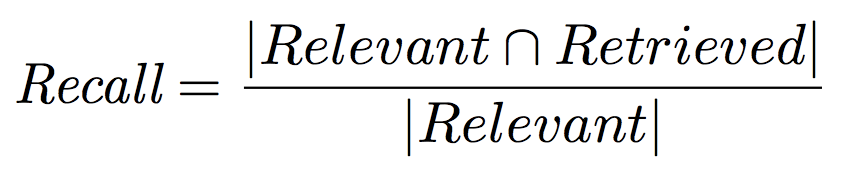 Recall = |Relevant ∩ Retrieved|
|Relevant|